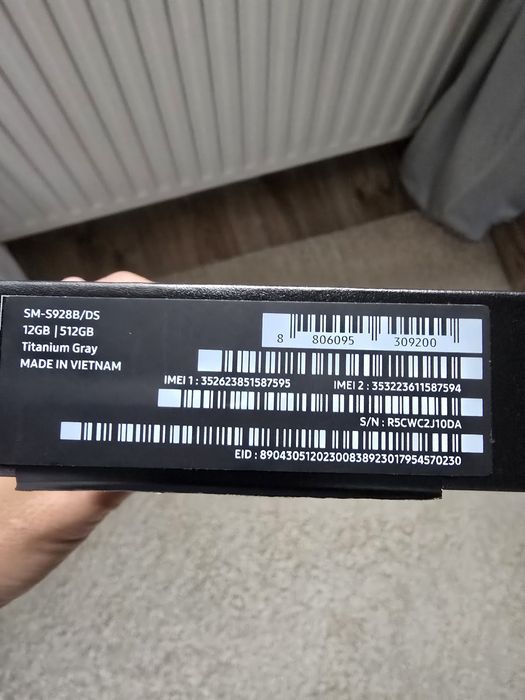 SM-S928B/DS
12GB | 512GB
Titanium Gray
MADE IN VIETNAM
8 806095 309200
IMEI 1 : 352623851587595 IMEI 2 : 353223611587594
S/N : R5CWC2J10DA
EID : 89043051202300838923017954570230